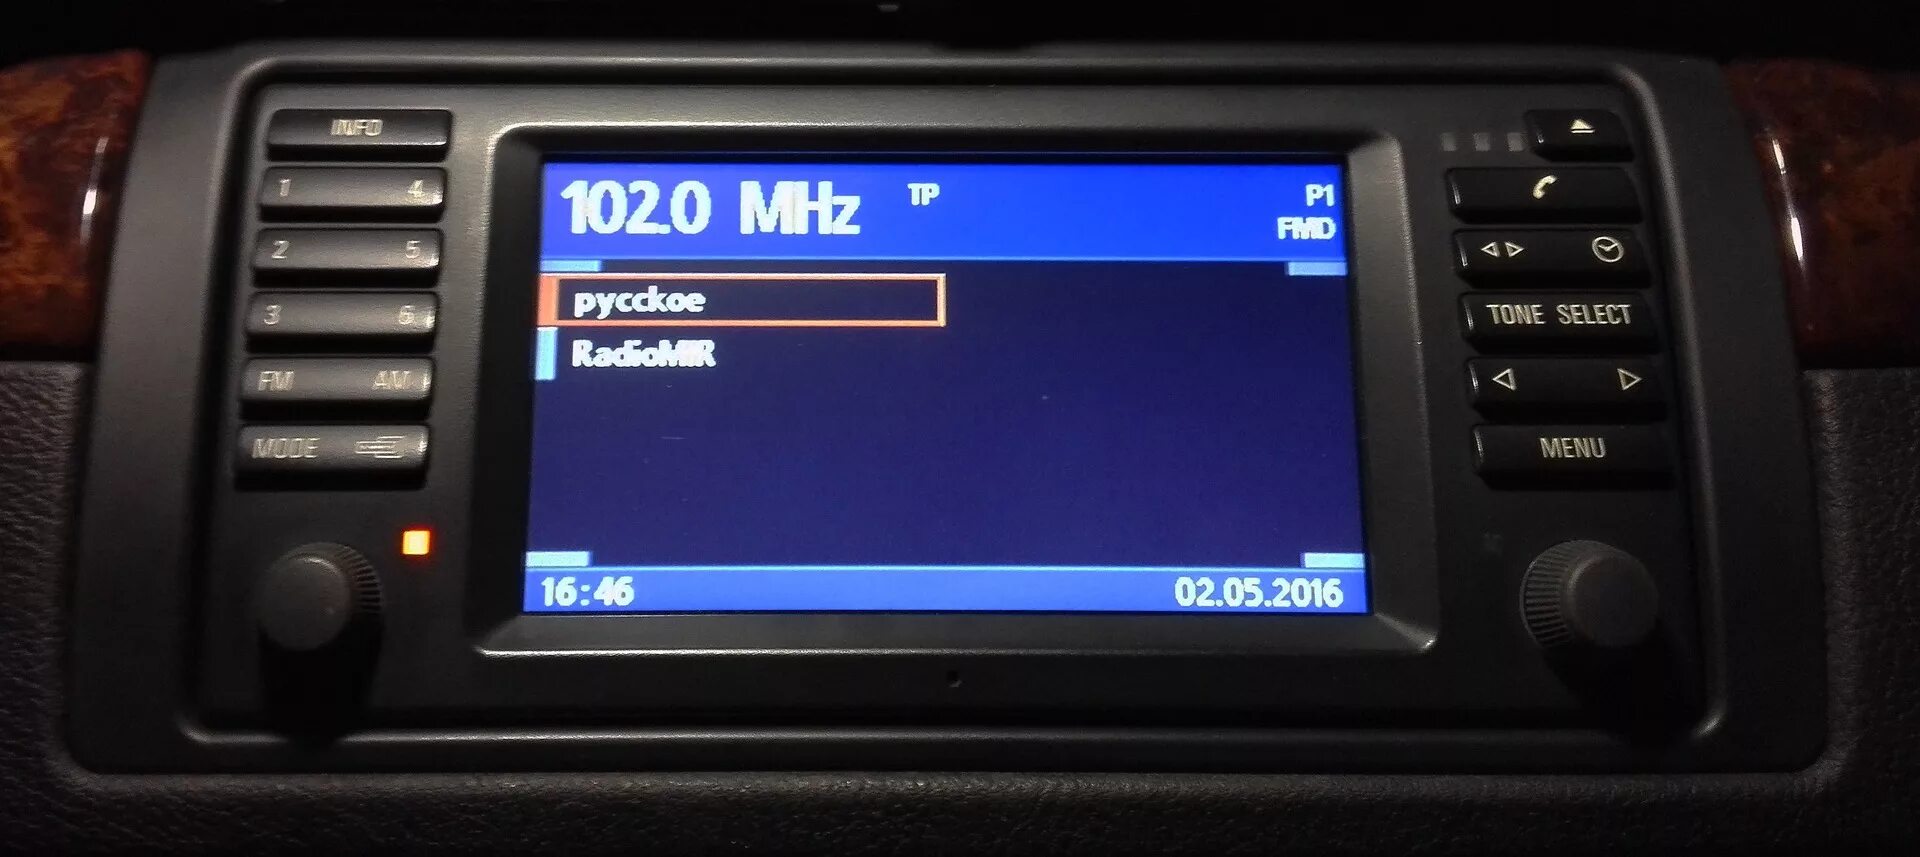 INFO
1 4
2 5
3 6
FM AM
MODE
102.0 MHz TP P1
FMD
pycckoe
RadioMIR
16:46 02.05.2016
TONE SELECT
MENU